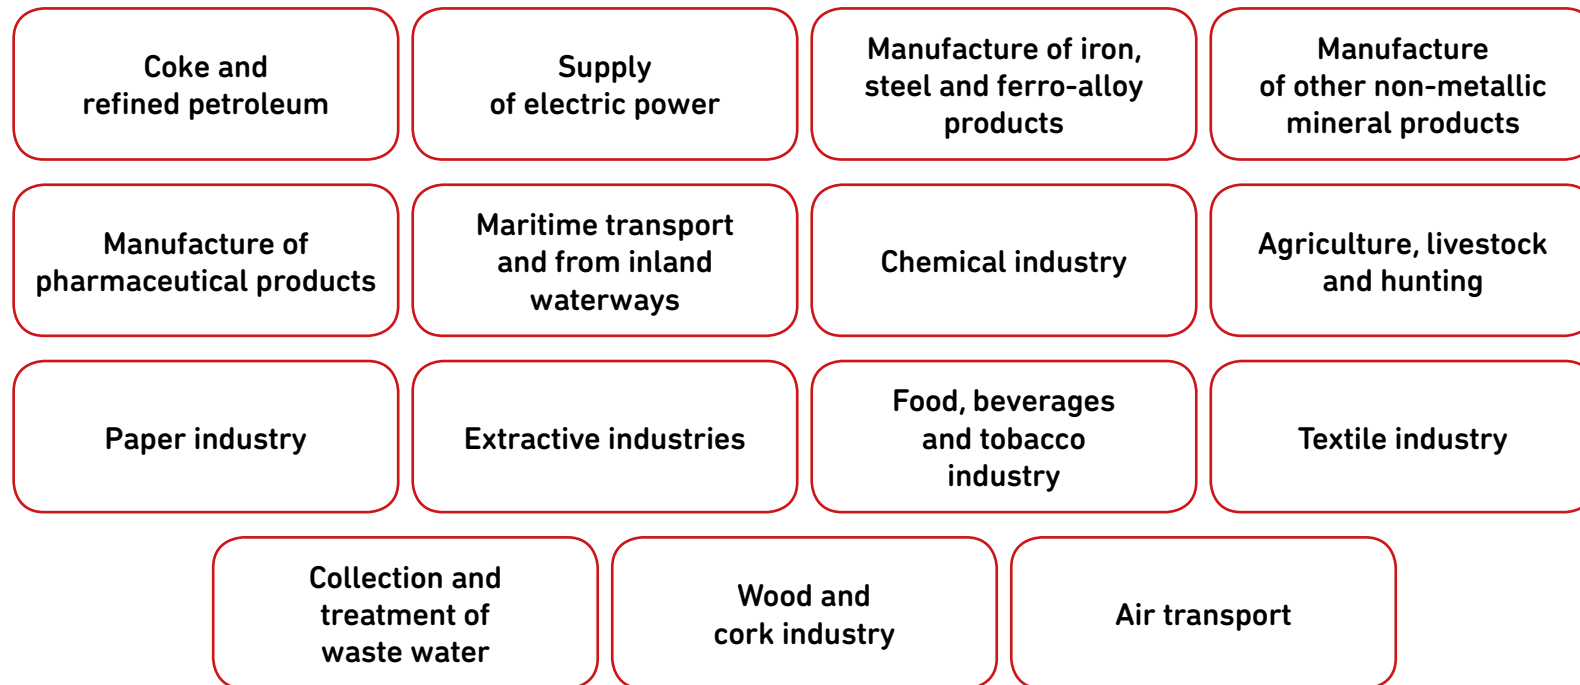 Coke and
refined petroleum
Supply
of electric power
Manufacture of iron,
steel and ferro-alloy
products
Manufacture
of other non-metallic
mineral products
Manufacture of
pharmaceutical products
Maritime transport
and from inland
waterways
Chemical industry
Agriculture, livestock
and hunting
Paper industry
Extractive industries
Food, beverages
and tobacco
industry
Textile industry
Collection and
treatment of
waste water
Wood and
cork industry
Air transport